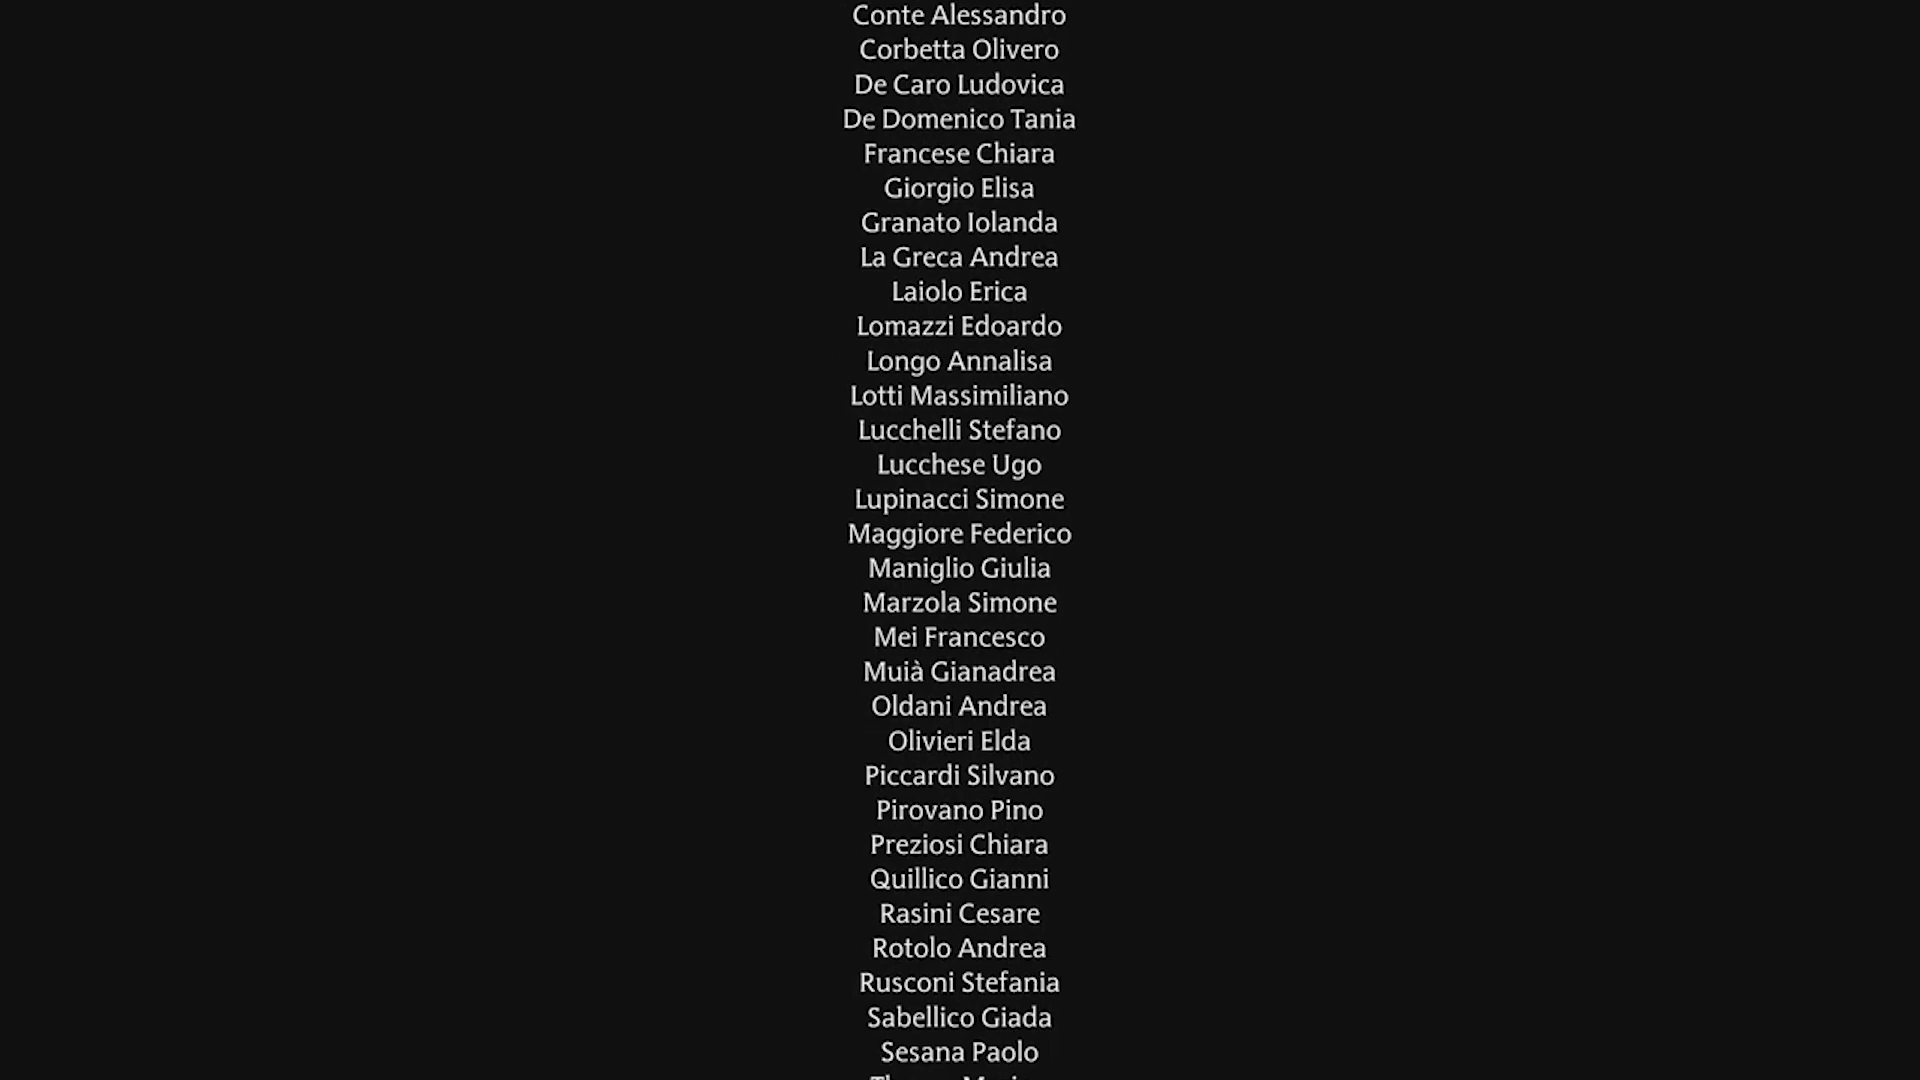 Conte Alessandro
Corbetta Olivero
De Caro Ludovica
De Domenico Tania
Francese Chiara
Giorgio Elisa
Granato Iolanda
La Greca Andrea
Laiolo Erica
Lomazzi Edoardo
Longo Annalisa
Lotti Massimiliano
Lucchelli Stefano
Lucchese Ugo
Lupinacci Simone
Maggiore Federico
Maniglio Giulia
Marzola Simone
Mei Francesco
Muià Gianadrea
Oldani Andrea
Olivieri Elda
Piccardi Silvano
Pirovano Pino
Preziosi Chiara
Quillico Gianni
Rasini Cesare
Rotolo Andrea
Rusconi Stefania
Sabellico Giada
Sesana Paolo